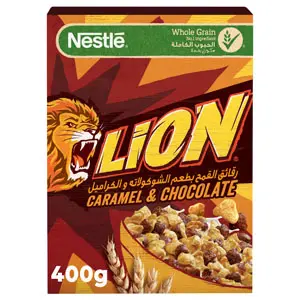 Nestlé
Whole Grain
No.1 Ingredient
الحبوب الكاملة
LION
رقائق القمح بطعم الشوكولاته و الكراميل
CARAMEL & CHOCOLATE
400g